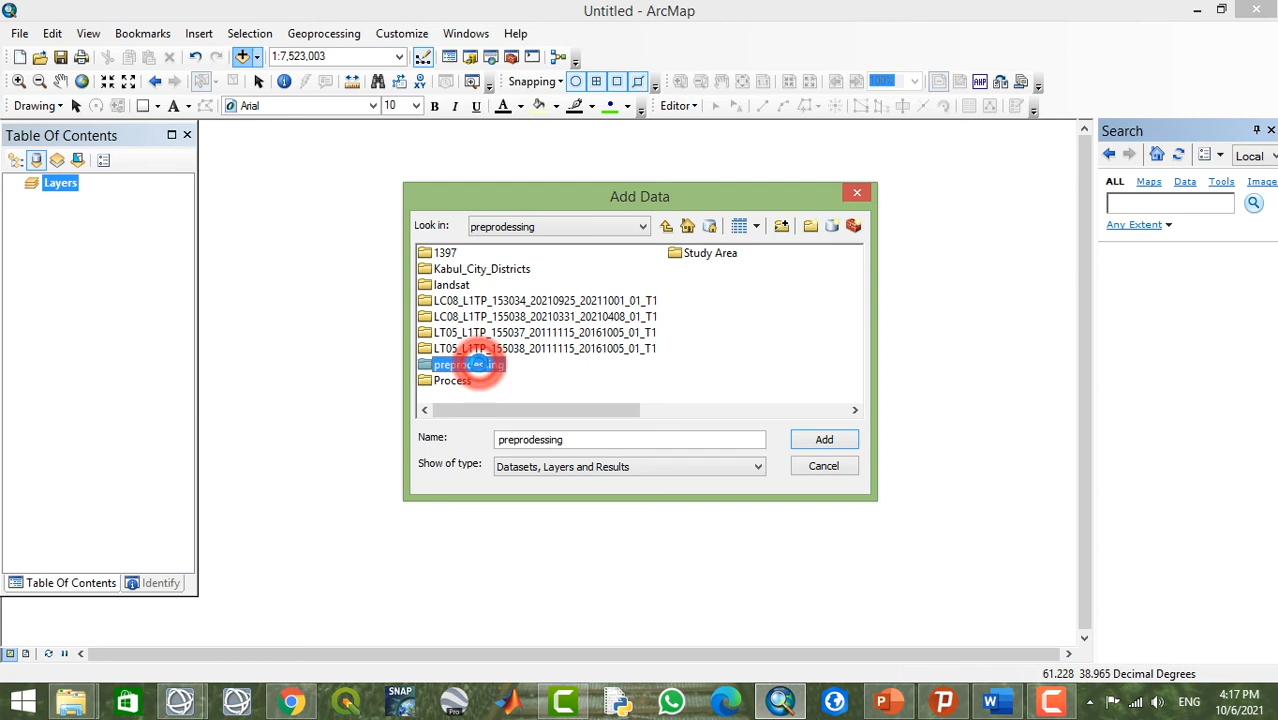 Untitled - ArcMap
File Edit View Bookmarks Insert Selection Geoprocessing Customize Windows Help
1:7,523,003
Snapping
100%
Drawing A Arial 10 B I U A Editor
Table Of Contents
Layers
Search
Local
ALL Maps Data Tools Image
Any Extent
Add Data
Look in: preprodessing
1397
Kabul_City_Districts
landsat
LC08_L1TP_153034_20210925_20211001_01_T1
LC08_L1TP_155038_20210331_20210408_01_T1
LT05_L1TP_155037_20111115_20161005_01_T1
LT05_L1TP_155038_20111115_20161005_01_T1
preprodessing
Process
Study Area
Name: preprodessing Add
Show of type: Datasets, Layers and Results Cancel
Table Of Contents Identify
61.228 38.965 Decimal Degrees
SNAP Pro ENG 4:17 PM
10/6/2021